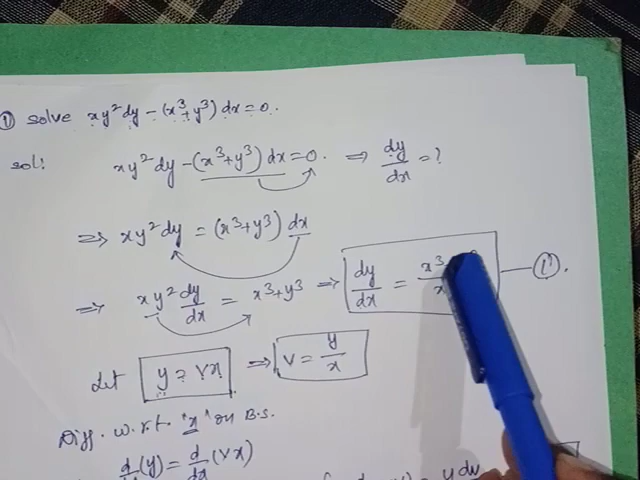 ① Solve xy²dy - (x³+y³) dx = 0.
Sol: xy²dy - (x³+y³) dx = 0. ⇒ dy/dx = ?
⇒ xy²dy = (x³+y³) dx
⇒ xy² dy/dx = x³+y³ ⇒ dy/dx = x³ — ①.
Let y = vx ⇒ v = y/x
Diff. w.r.t. "x" on B.S.
(y) = d/dx (vx)